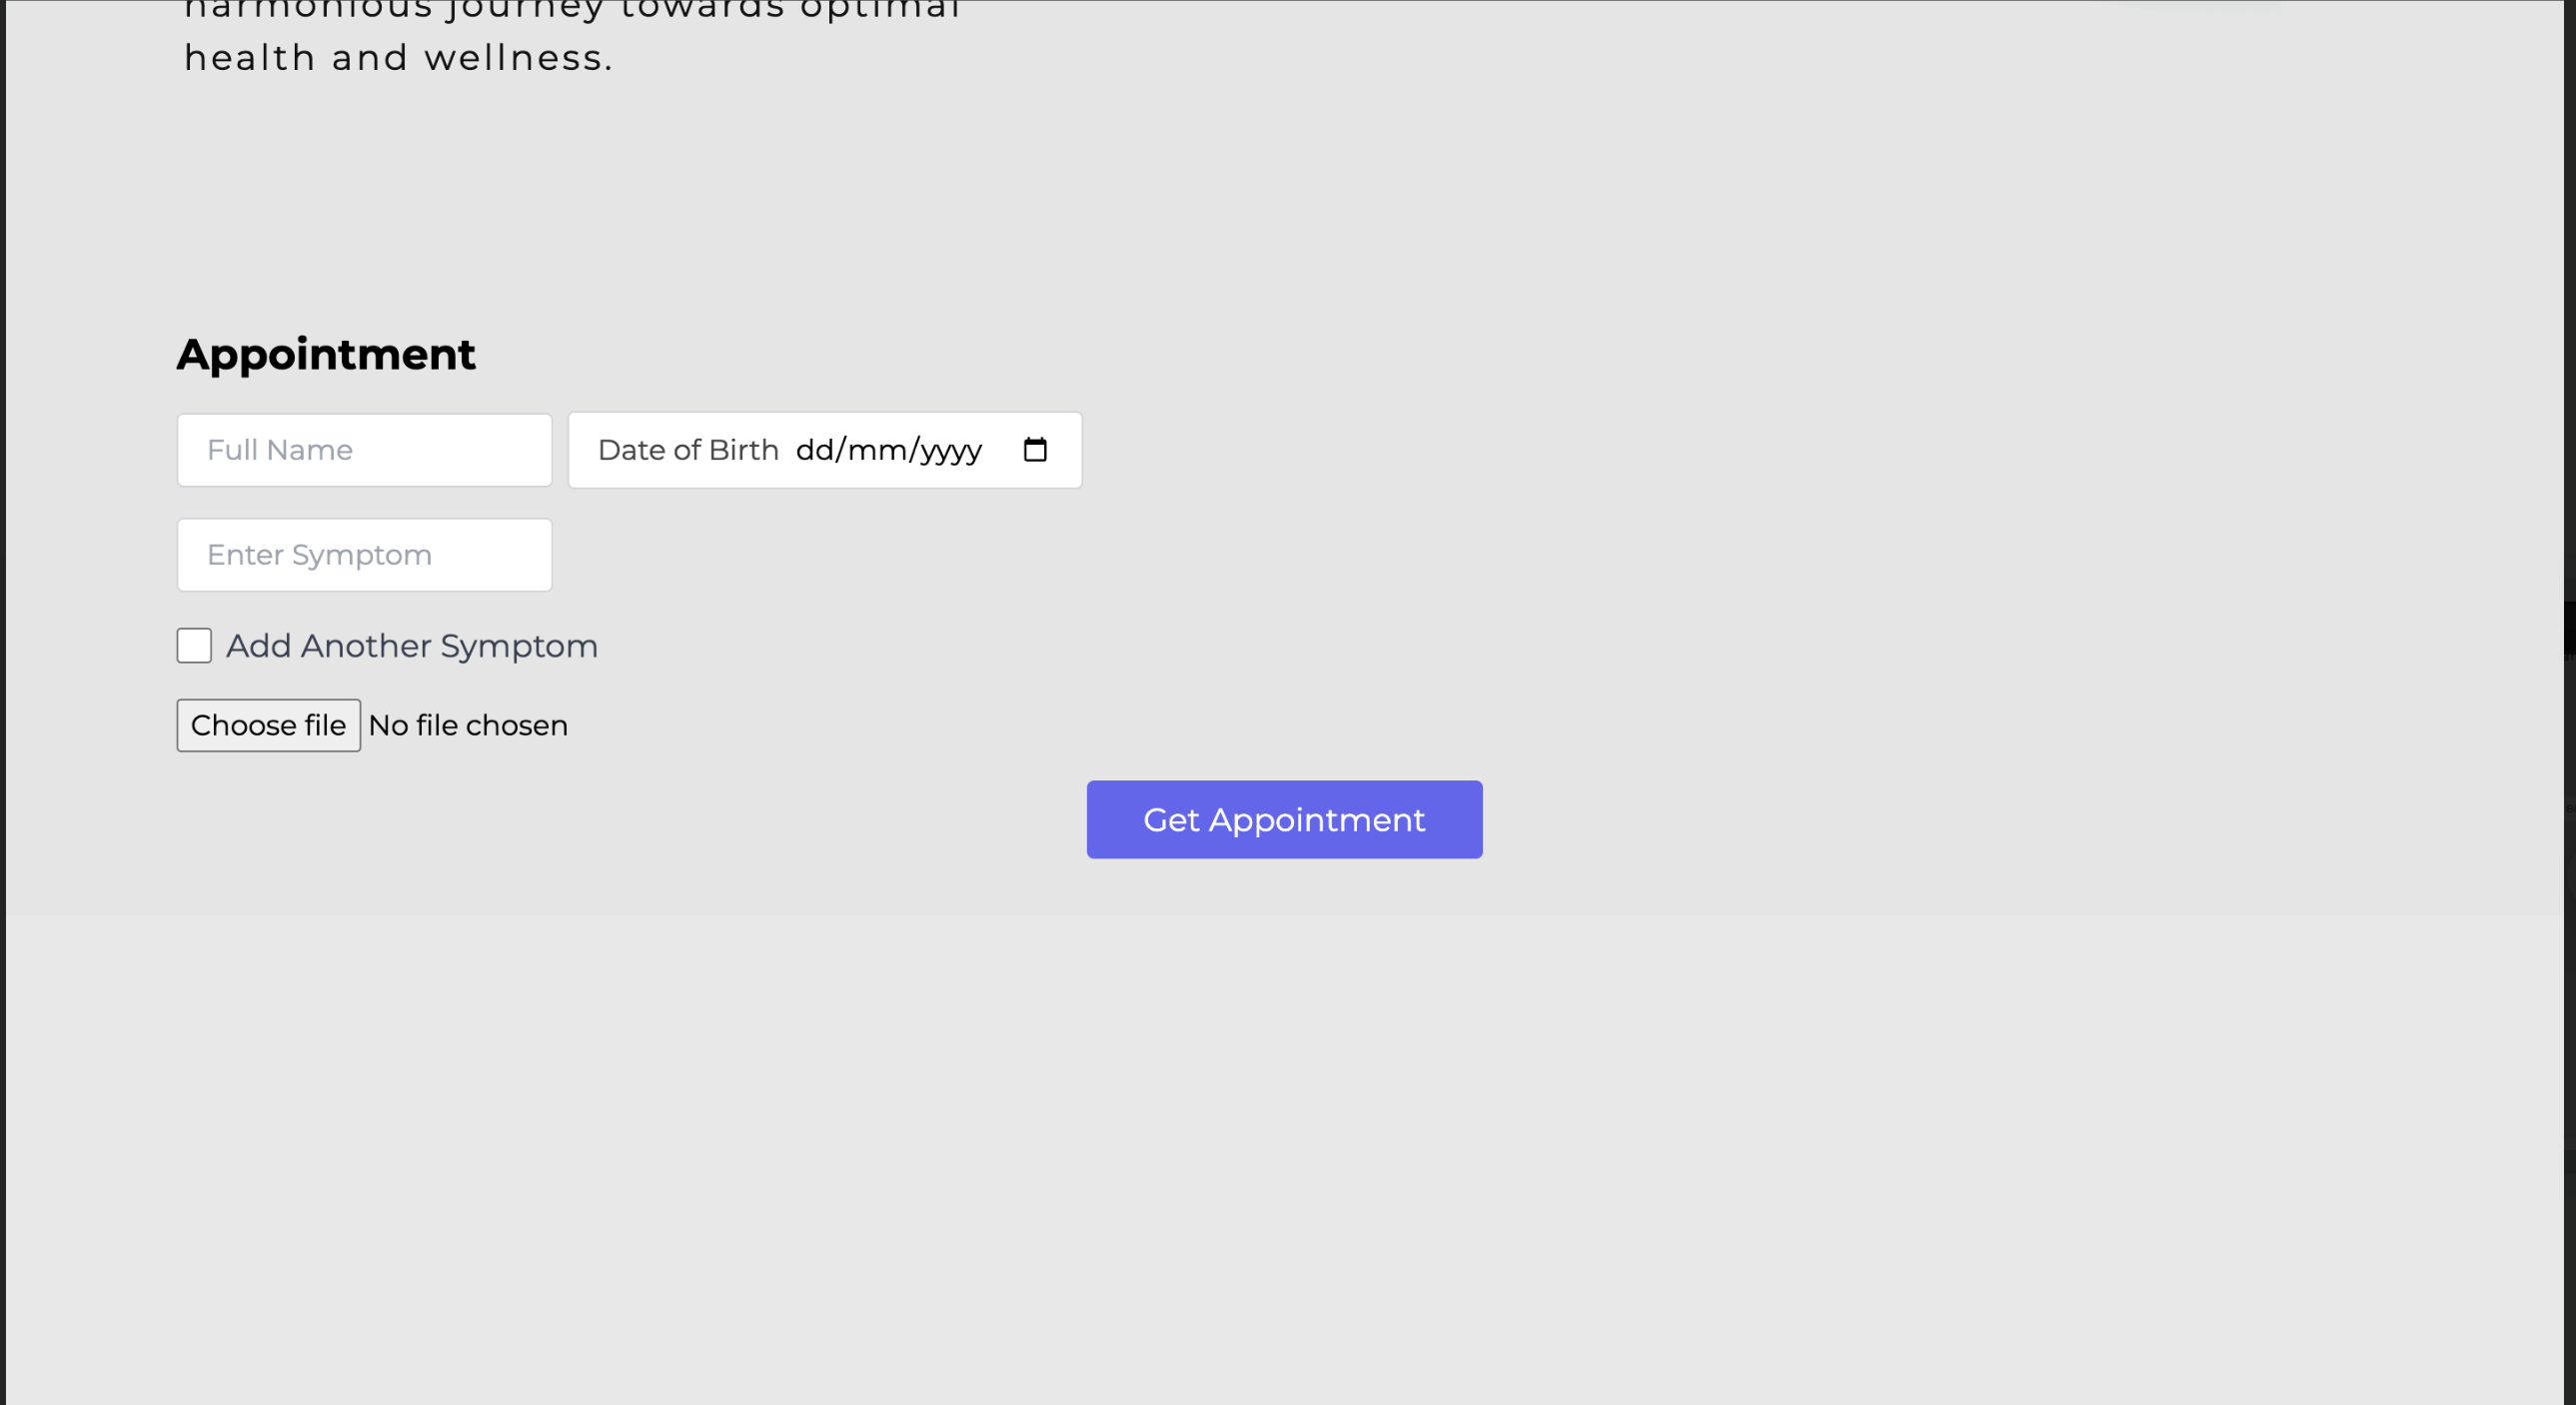 harmonious journey towards optimal
health and wellness.
Appointment
Full Name
Date of Birth dd/mm/yyyy
Enter Symptom
Add Another Symptom
Choose file No file chosen
Get Appointment